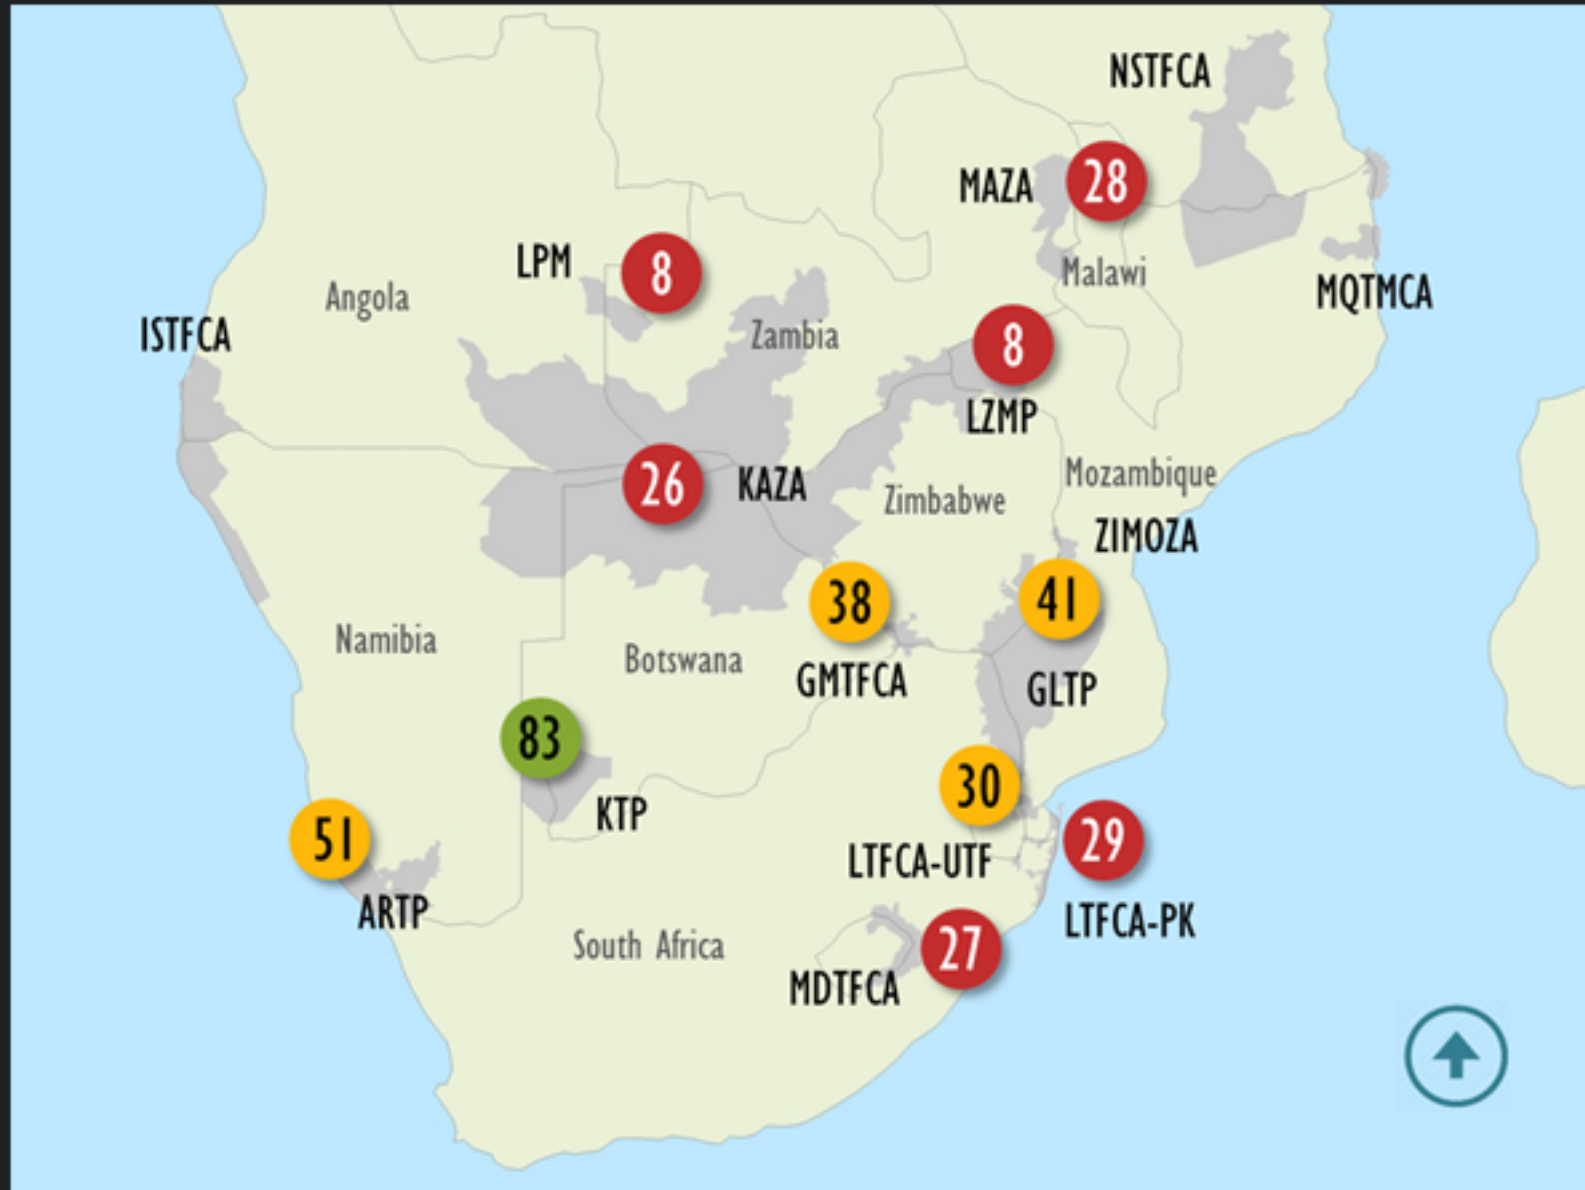 NSTFCA
MAZA
28
LPM
8
Malawi
MQTMCA
Angola
ISTFCA
Zambia
8
LZMP
26
KAZA
Zimbabwe
Mozambique
ZIMOZA
38
41
Namibia
Botswana
GMTFCA
GLTP
83
30
KTP
51
29
LTFCA-UTF
ARTP
LTFCA-PK
South Africa
27
MDTFCA